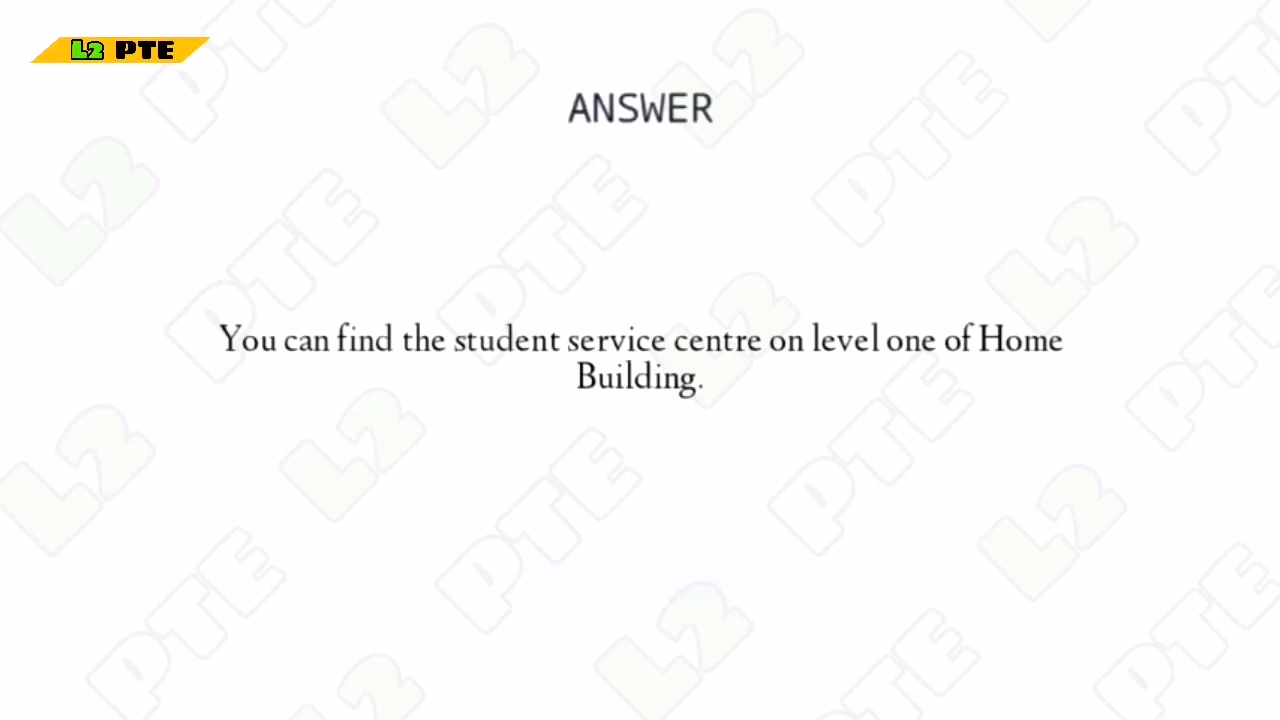 L2 PTE
ANSWER
You can find the student service centre on level one of Home
Building.